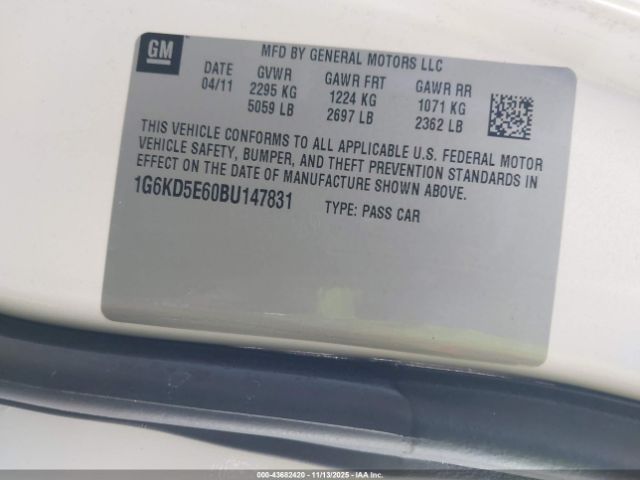 GM
MFD BY GENERAL MOTORS LLC
DATE GVWR GAWR FRT GAWR RR
04/11 2295 KG 1224 KG 1071 KG
5059 LB 2697 LB 2362 LB
THIS VEHICLE CONFORMS TO ALL APPLICABLE U.S. FEDERAL MOTOR
VEHICLE SAFETY, BUMPER, AND THEFT PREVENTION STANDARDS IN
EFFECT ON THE DATE OF MANUFACTURE SHOWN ABOVE.
1G6KD5E60BU147831 TYPE: PASS CAR
000-43682420 - 11/13/2025 - IAA Inc.